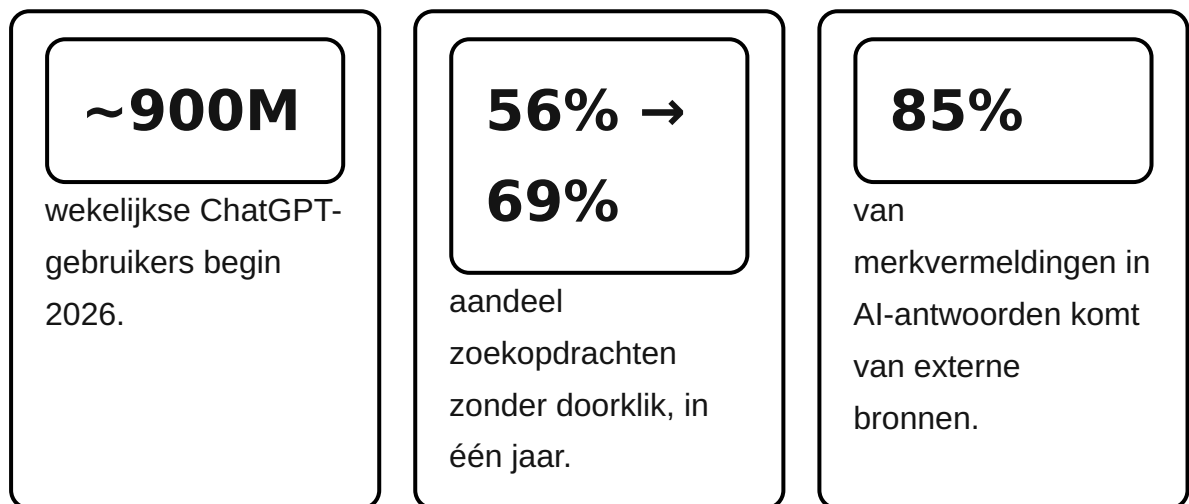 ~900M
wekelijkse ChatGPT-
gebruikers begin
2026.
56% →
69%
aandeel
zoekopdrachten
zonder doorklik, in
één jaar.
85%
van
merkvermeldingen in
AI-antwoorden komt
van externe
bronnen.